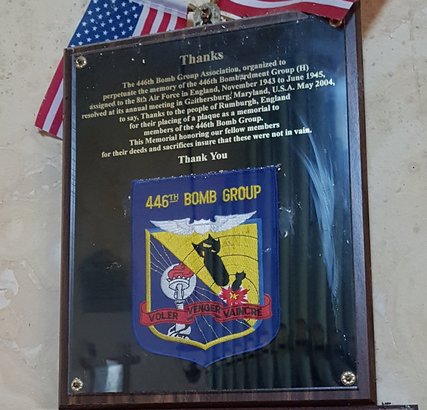 Thanks
The 446th Bomb Group Association, organized to
perpetuate the memory of the 446th Bombardment Group (H)
assigned to the 8th Air Force in England, November 1943 to June 1945,
resolved at its annual meeting in Gaithersburg, Maryland, U.S.A. May 2004,
to say, Thanks to the people of Rumburgh, England
for their placing of a plaque as a memorial to
members of the 446th Bomb Group.
This Memorial honoring our fellow members
for their deeds and sacrifices insure that these were not in vain.
Thank You
446TH BOMB GROUP
VOLER VENGER VAINCRE